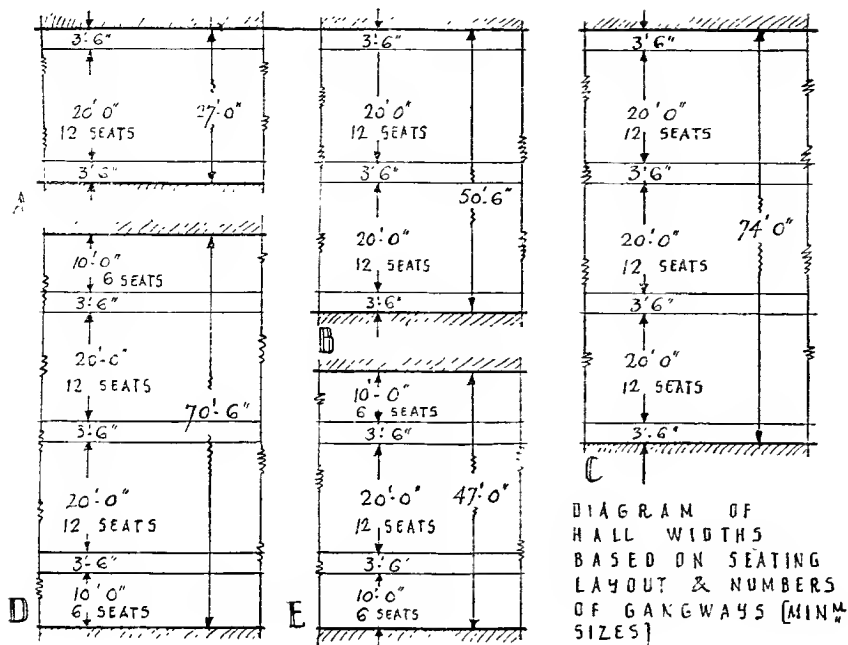 3'·6"
20'·0"
12 SEATS
27'·0"
3'·6"
A
3'·6"
20'·0"
12 SEATS
3'·6"
50'·6"
20'·0"
12 SEATS
3'·6"
B
3'·6"
20'·0"
12 SEATS
3'·6"
20'·0"
12 SEATS
74'·0"
3'·6"
20'·0"
12 SEATS
3'·6"
C
10'·0"
6 SEATS
3'·6"
20'·0"
12 SEATS
70'·6"
3'·6"
20'·0"
12 SEATS
3'·6"
10'·0"
6 SEATS
D
10'·0"
6 SEATS
3'·6"
20'·0"
12 SEATS
47'·0"
3'·6"
10'·0"
6 SEATS
E
DIAGRAM OF
HALL WIDTHS
BASED ON SEATING
LAYOUT & NUMBERS
OF GANGWAYS [MINM
SIZES]